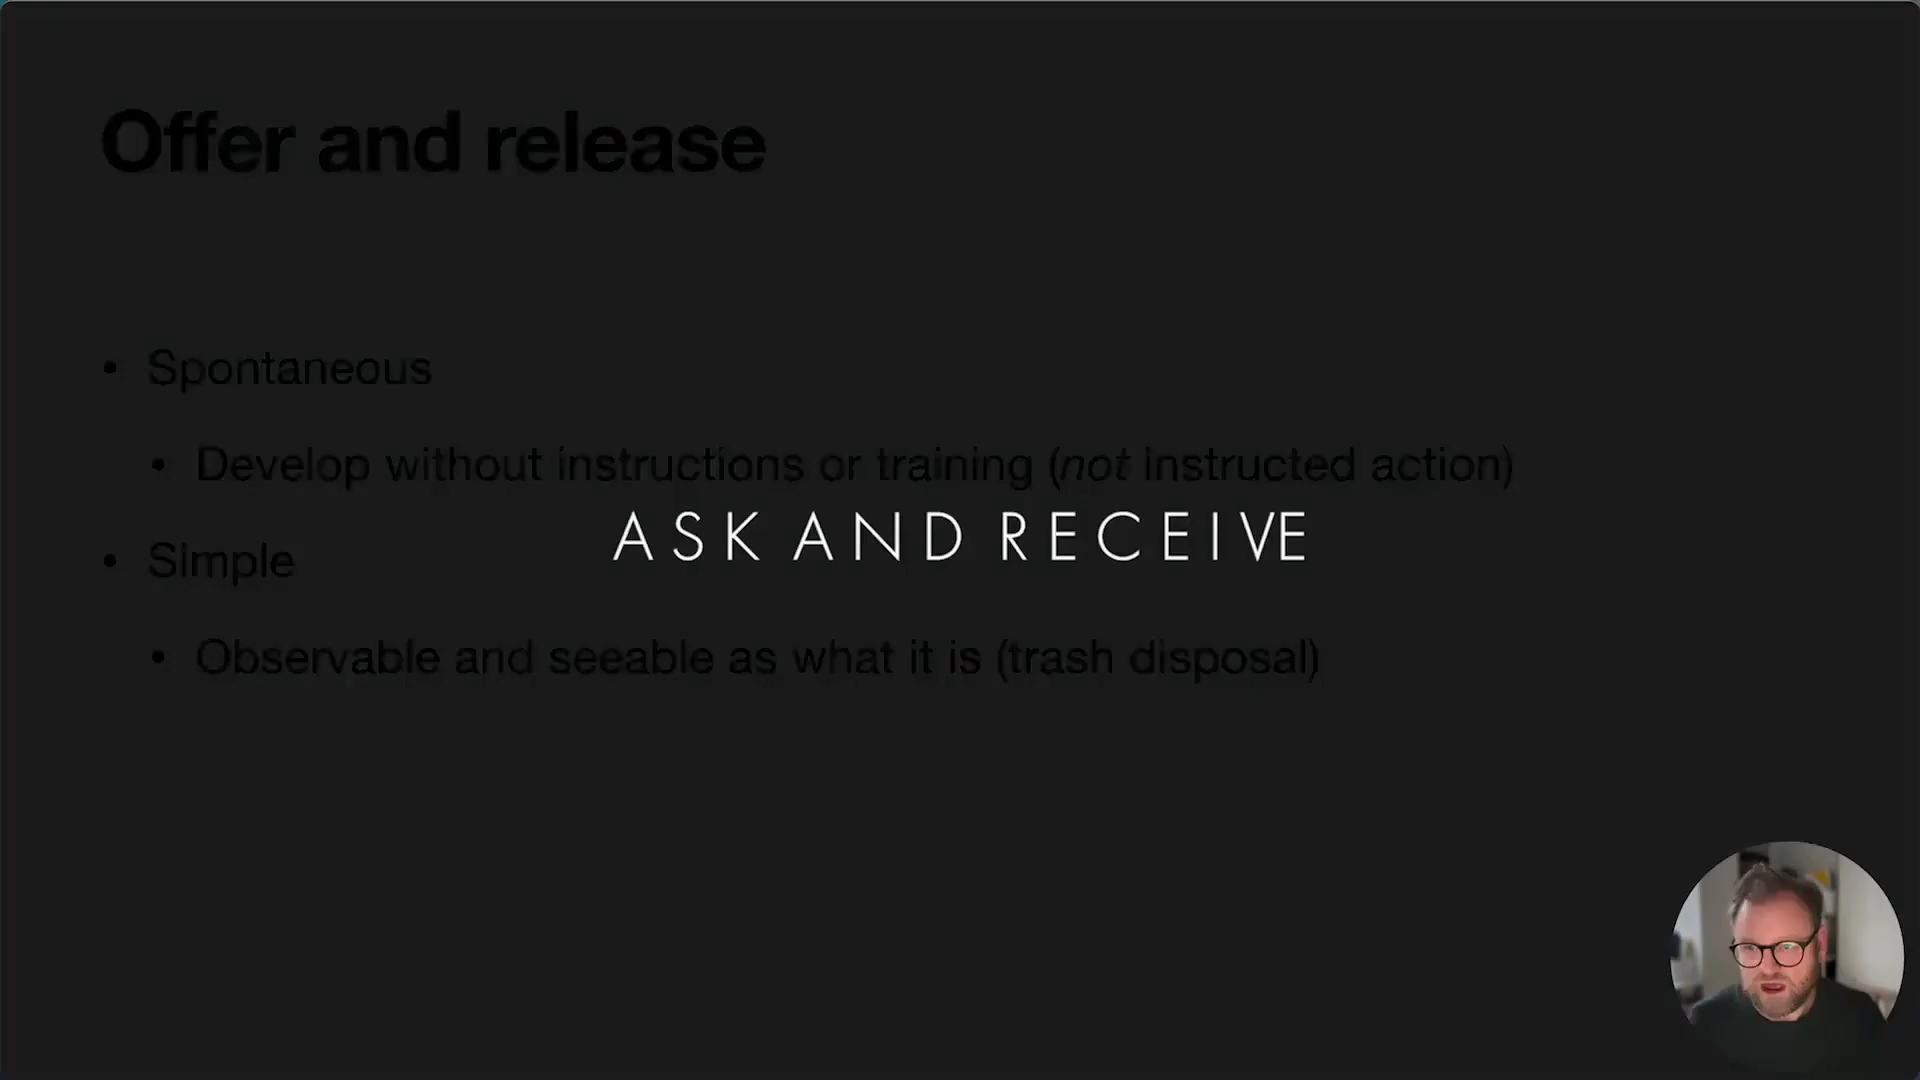 Offer and release
• Spontaneous
• Develop without instructions or training (not instructed action)
ASK AND RECEIVE
• Simple
• Observable and seeable as what it is (trash disposal)